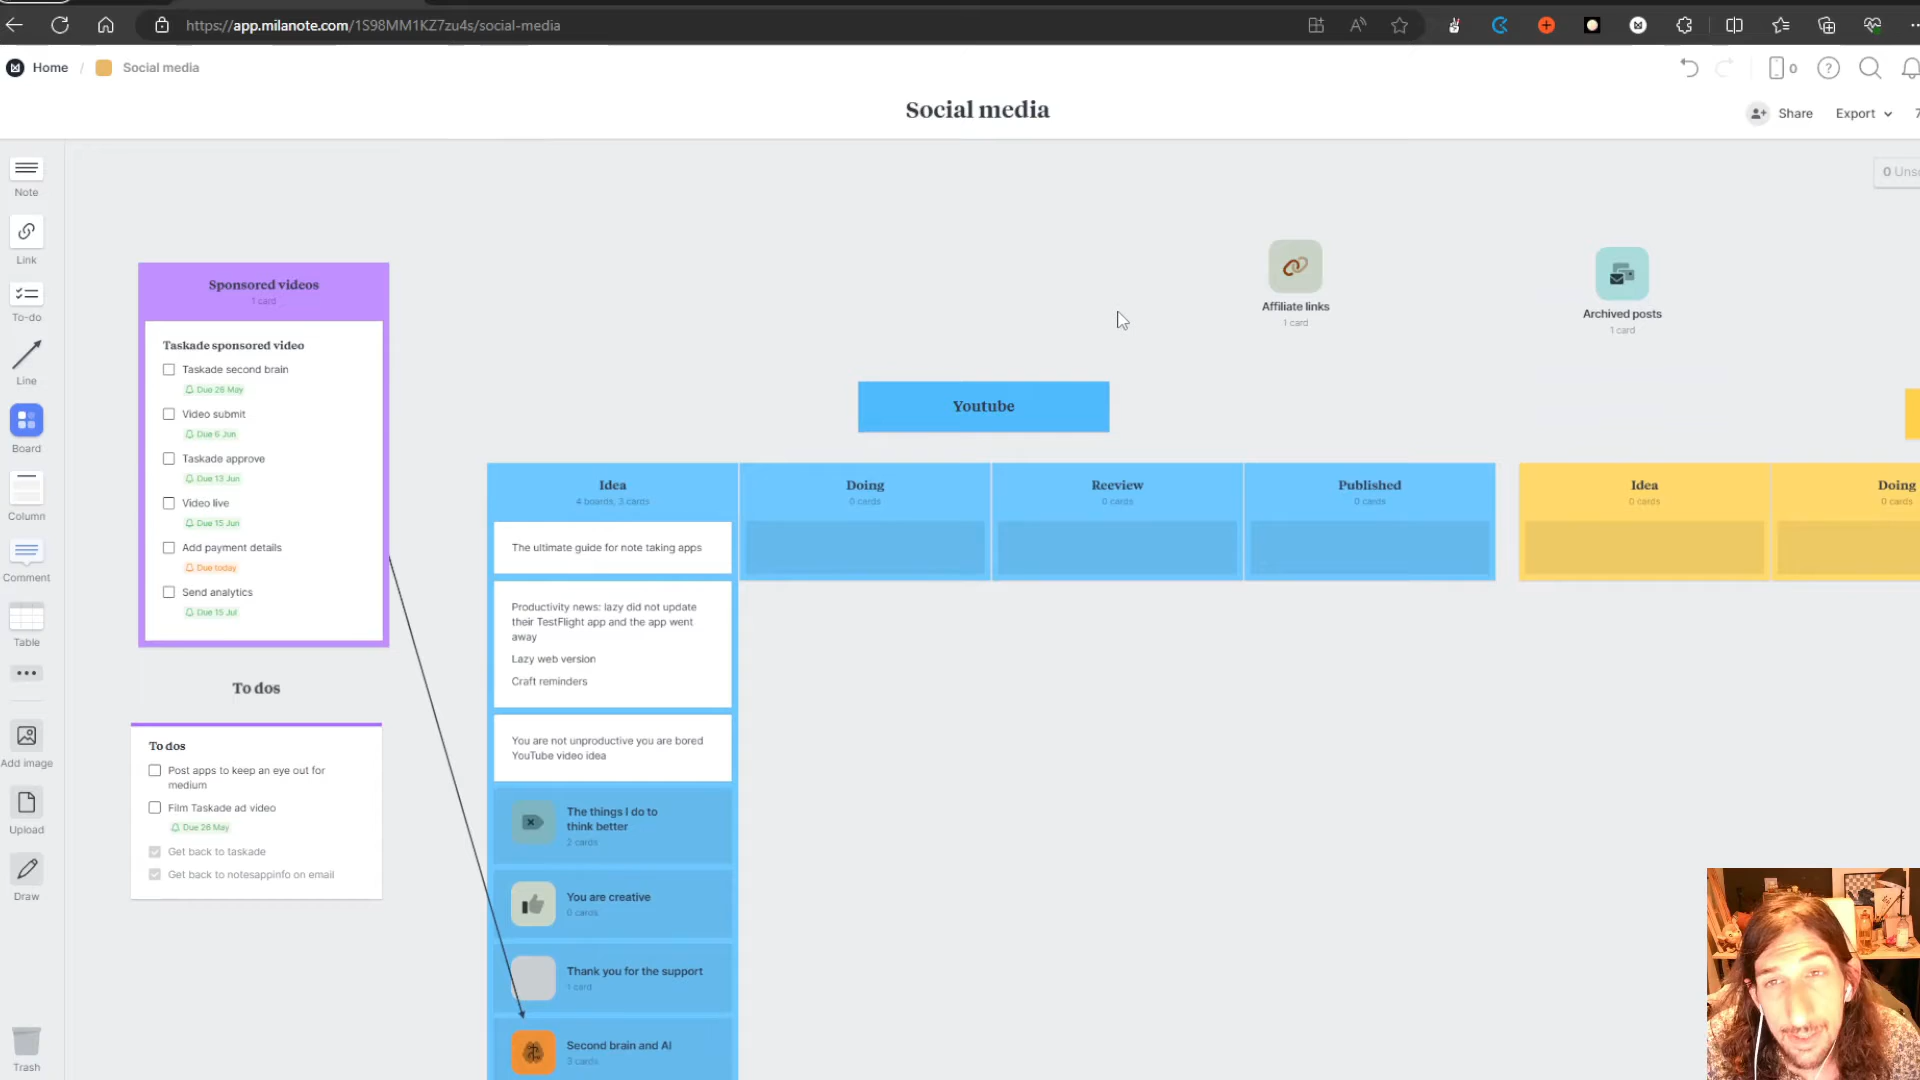 https://app.milanote.com/1S98MM1KZ7zu4s/social-media
Home / Social media
0
Social media
Share
Export
0 Uns
Note
Link
To-do
Line
Board
Column
Comment
Table
Add image
Upload
Draw
Trash
Sponsored videos
1 card
Taskade sponsored video
Taskade second brain
Due 26 May
Video submit
Due 6 Jun
Taskade approve
Due 13 Jun
Video live
Due 15 Jun
Add payment details
Due today
Send analytics
Due 15 Jul
To dos
To dos
Post apps to keep an eye out for
medium
Film Taskade ad video
Due 26 May
Get back to taskade
Get back to notesappinfo on email
Affiliate links
1 card
Archived posts
1 card
Youtube
Idea
4 boards, 3 cards
The ultimate guide for note taking apps
Productivity news: lazy did not update
their TestFlight app and the app went
away
Lazy web version
Craft reminders
You are not unproductive you are bored
YouTube video idea
The things I do to
think better
2 cards
You are creative
0 cards
Thank you for the support
1 card
Second brain and AI
3 cards
Doing
0 cards
Reeview
0 cards
Published
0 cards
Idea
0 cards
Doing
0 cards